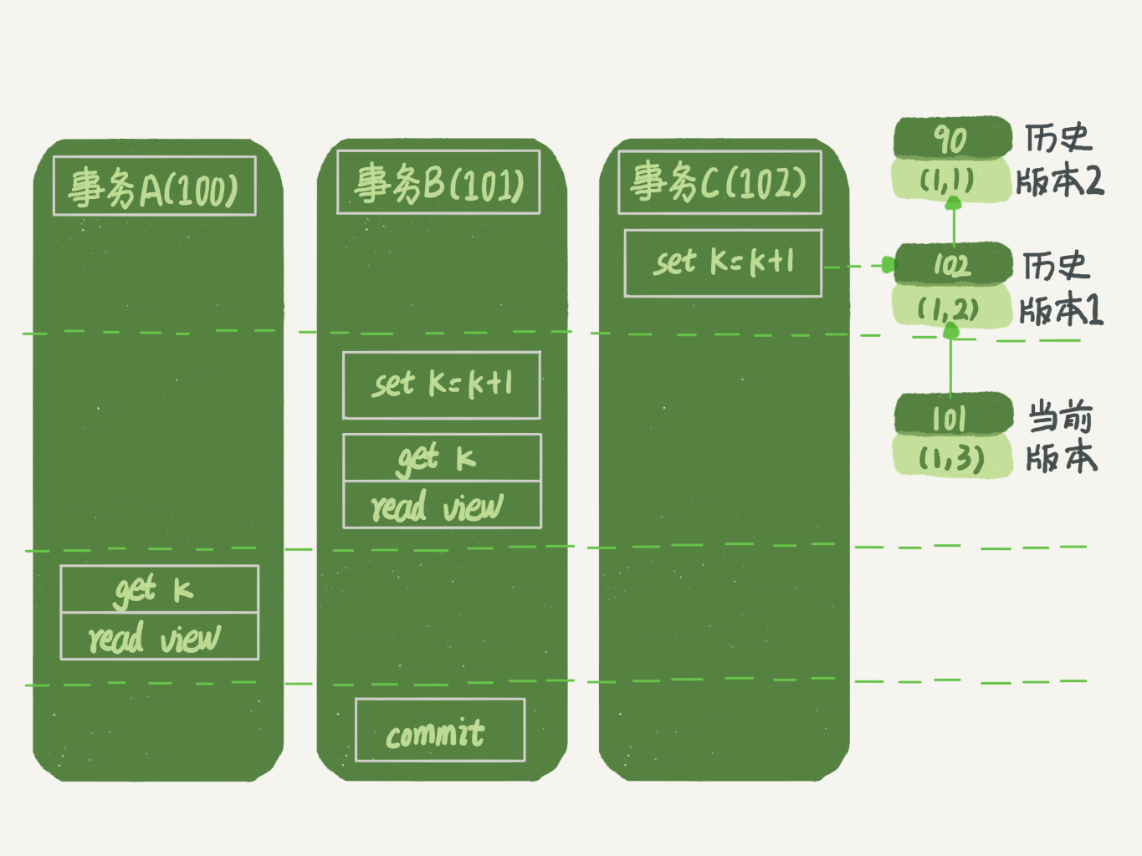 事务A(100)
get k
read view
事务B(101)
set k=k+1
get k
read view
commit
事务C(102)
set k=k+1
90
(1,1)
历史
版本2
102
(1,2)
历史
版本1
101
(1,3)
当前
版本